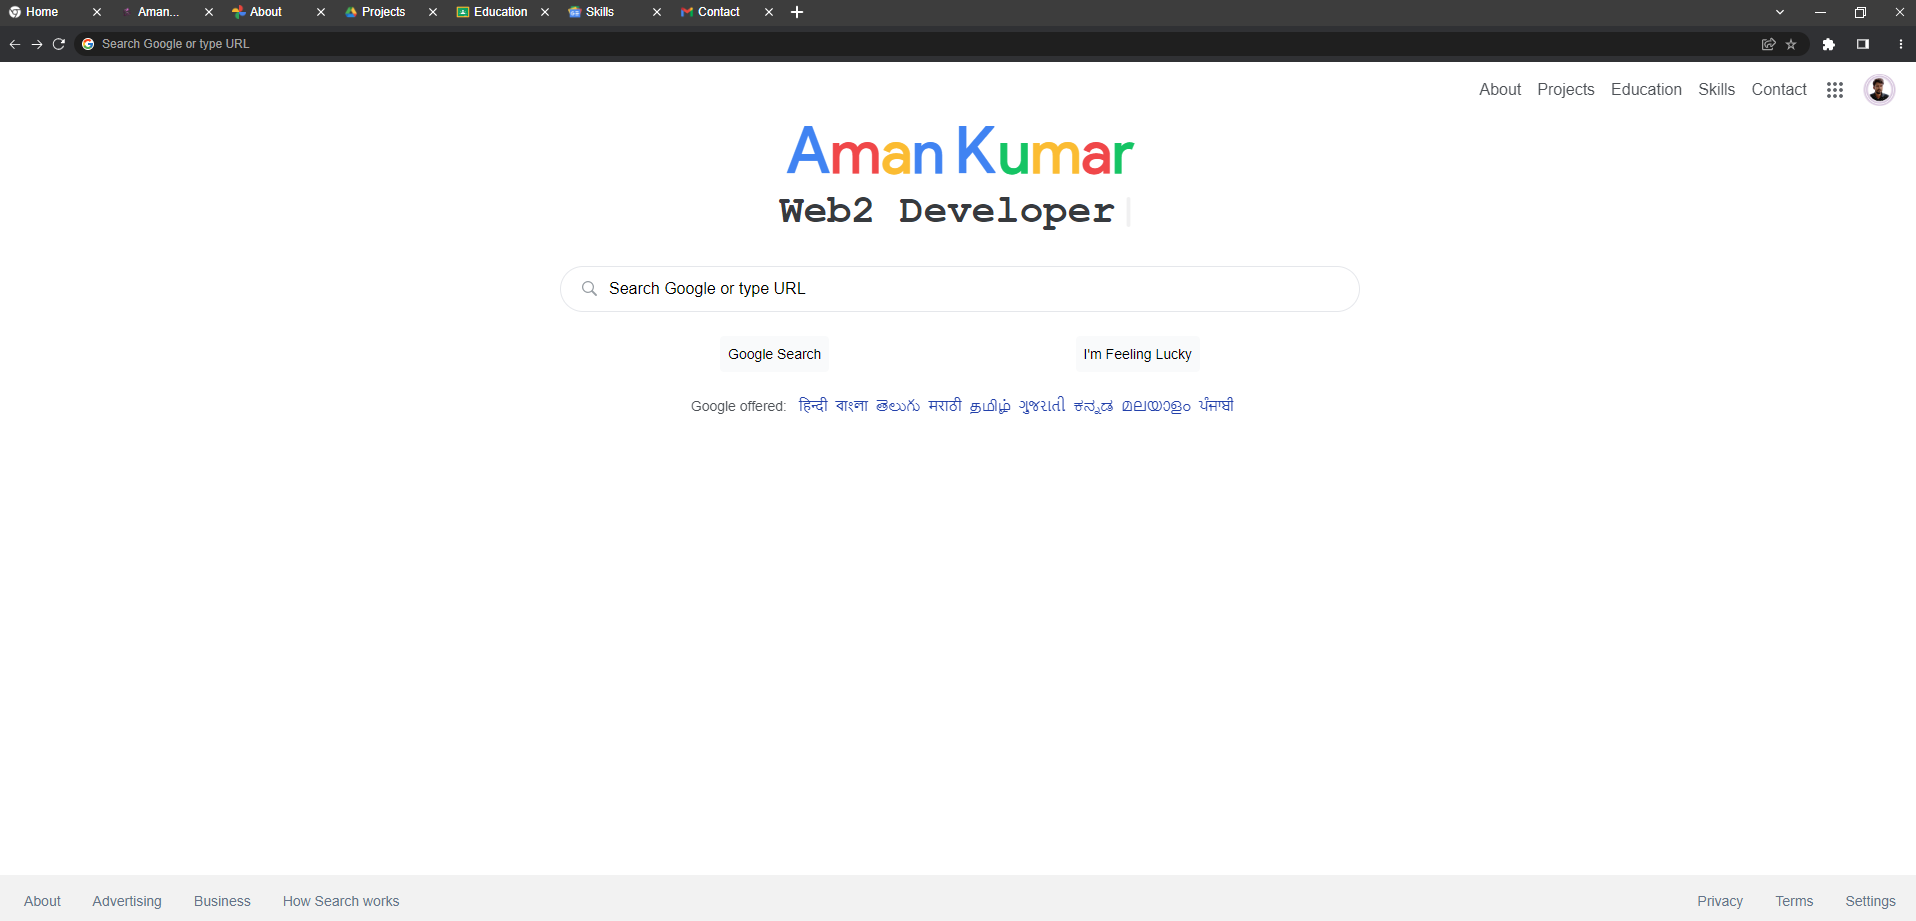 Home Aman... About Projects Education Skills Contact
Search Google or type URL
About Projects Education Skills Contact
Aman Kumar
Web2 Developer
Search Google or type URL
Google Search I'm Feeling Lucky
Google offered: हिन्दी বাংলা తెలుగు मराठी தமிழ் ગુજરાતી ಕನ್ನಡ മലയാളം ਪੰਜਾਬੀ
About Advertising Business How Search works Privacy Terms Settings